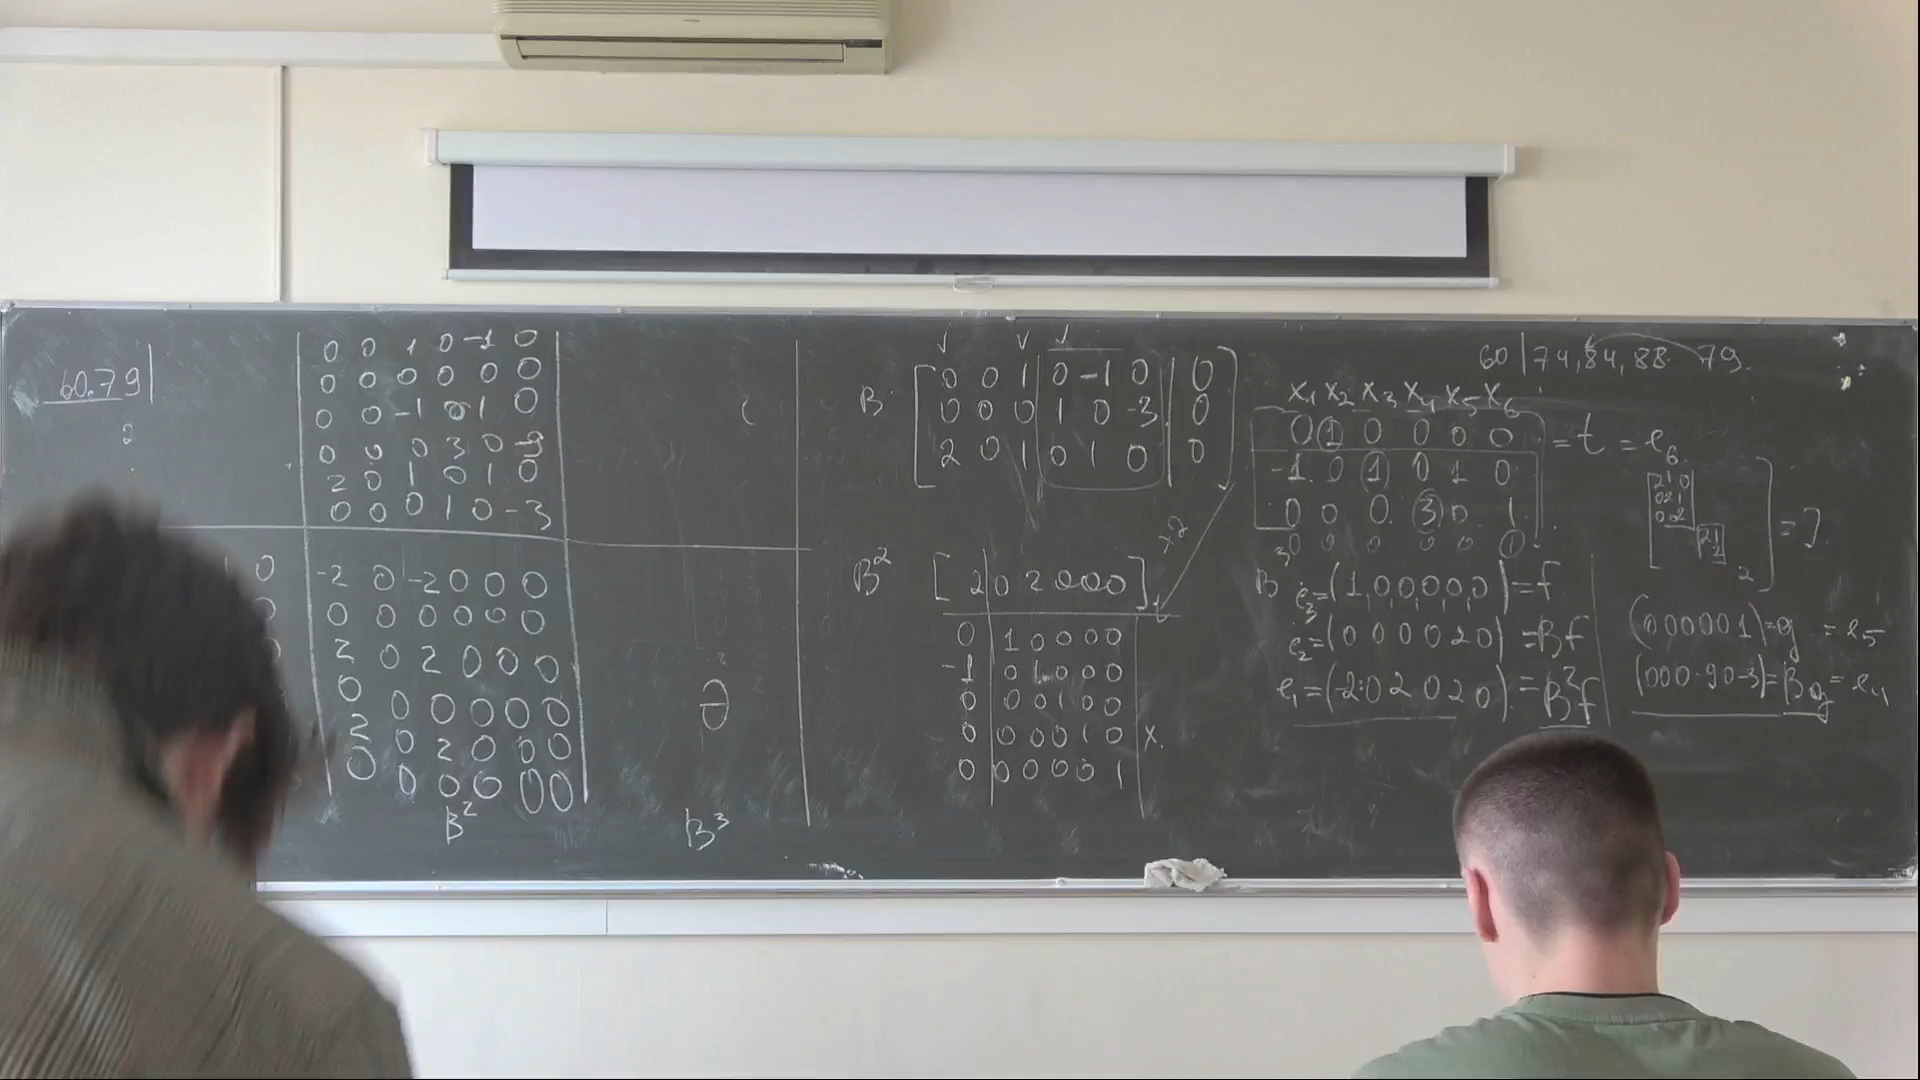 60.79
0 0 1 0 -1 0
0 0 0 0 0 0
0 0 -1 0 1 0
0 0 0 3 0 -9
2 0 1 0 1 0
0 0 0 1 0 -3
-2 0 -2 0 0 0
0 0 0 0 0 0
2 0 2 0 0 0
0 0 0 0 0 0
2 0 2 0 0 0
0 0 0 0 0 0
B²
θ
B³
B
0 0 1 0 -1 0 | 0
0 0 0 1 0 -3 | 0
2 0 1 0 1 0 | 0
x2
B² [2 | 0 2 0 0 0]
0 | 1 0 0 0 0
-1 | 0 1 0 0 0
0 | 0 0 1 0 0
0 | 0 0 0 1 0 x.
0 | 0 0 0 0 1
60 | 74, 84, 88. 79.
x₁ x₂ x₃ x₄ x₅ x₆
0 1 0 0 0 0 = t = e₆
-1 0 1 0 1 0
0 0 0 3 0 1
0 0 0 0 0 1
B³
e₃=(1,0,0,0,0,0) = f
e₂=(0 0 0 0 2 0) = Bf
e₁=(-2 0 2 0 2 0) = B²f
= J
(0 0 0 0 0 1)=g = e₅
(0 0 0 -9 0 -3)=Bg = e₄